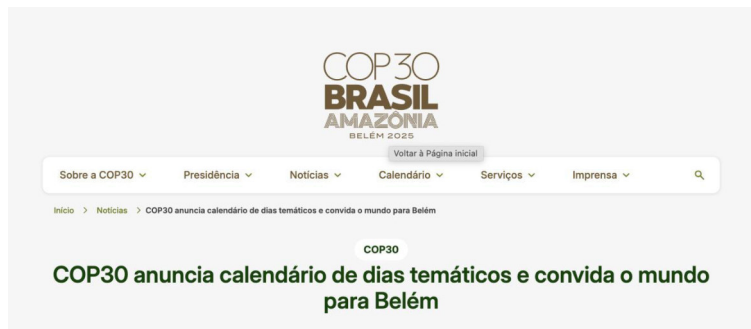 COP30
BRASIL
AMAZÔNIA
BELÉM 2025
Voltar à Página inicial
Sobre a COP30 Presidência Notícias Calendário Serviços Imprensa
Início > Notícias > COP30 anuncia calendário de dias temáticos e convida o mundo para Belém
COP30
COP30 anuncia calendário de dias temáticos e convida o mundo
para Belém